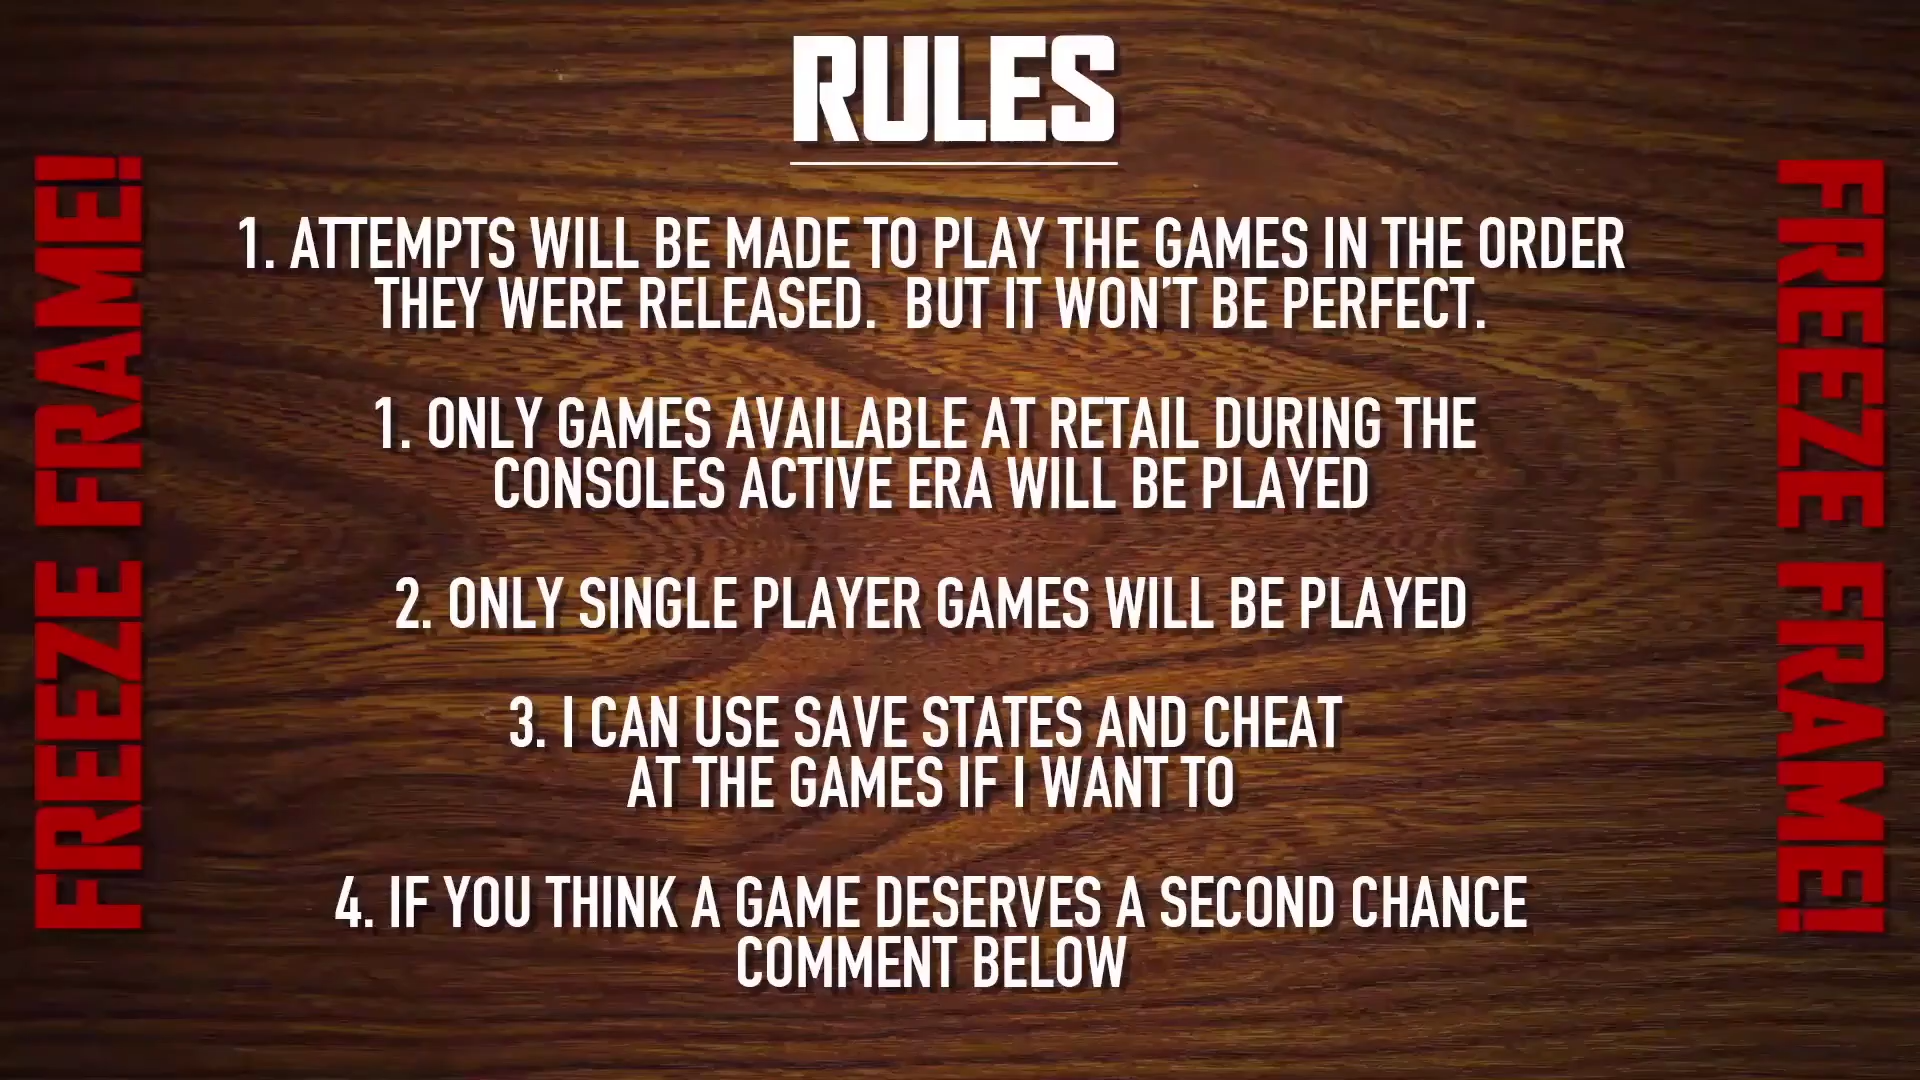 RULES
FREEZE FRAME!
1. ATTEMPTS WILL BE MADE TO PLAY THE GAMES IN THE ORDER
THEY WERE RELEASED. BUT IT WON'T BE PERFECT.
1. ONLY GAMES AVAILABLE AT RETAIL DURING THE
CONSOLES ACTIVE ERA WILL BE PLAYED
2. ONLY SINGLE PLAYER GAMES WILL BE PLAYED
3. I CAN USE SAVE STATES AND CHEAT
AT THE GAMES IF I WANT TO
4. IF YOU THINK A GAME DESERVES A SECOND CHANCE
COMMENT BELOW
FREEZE FRAME!